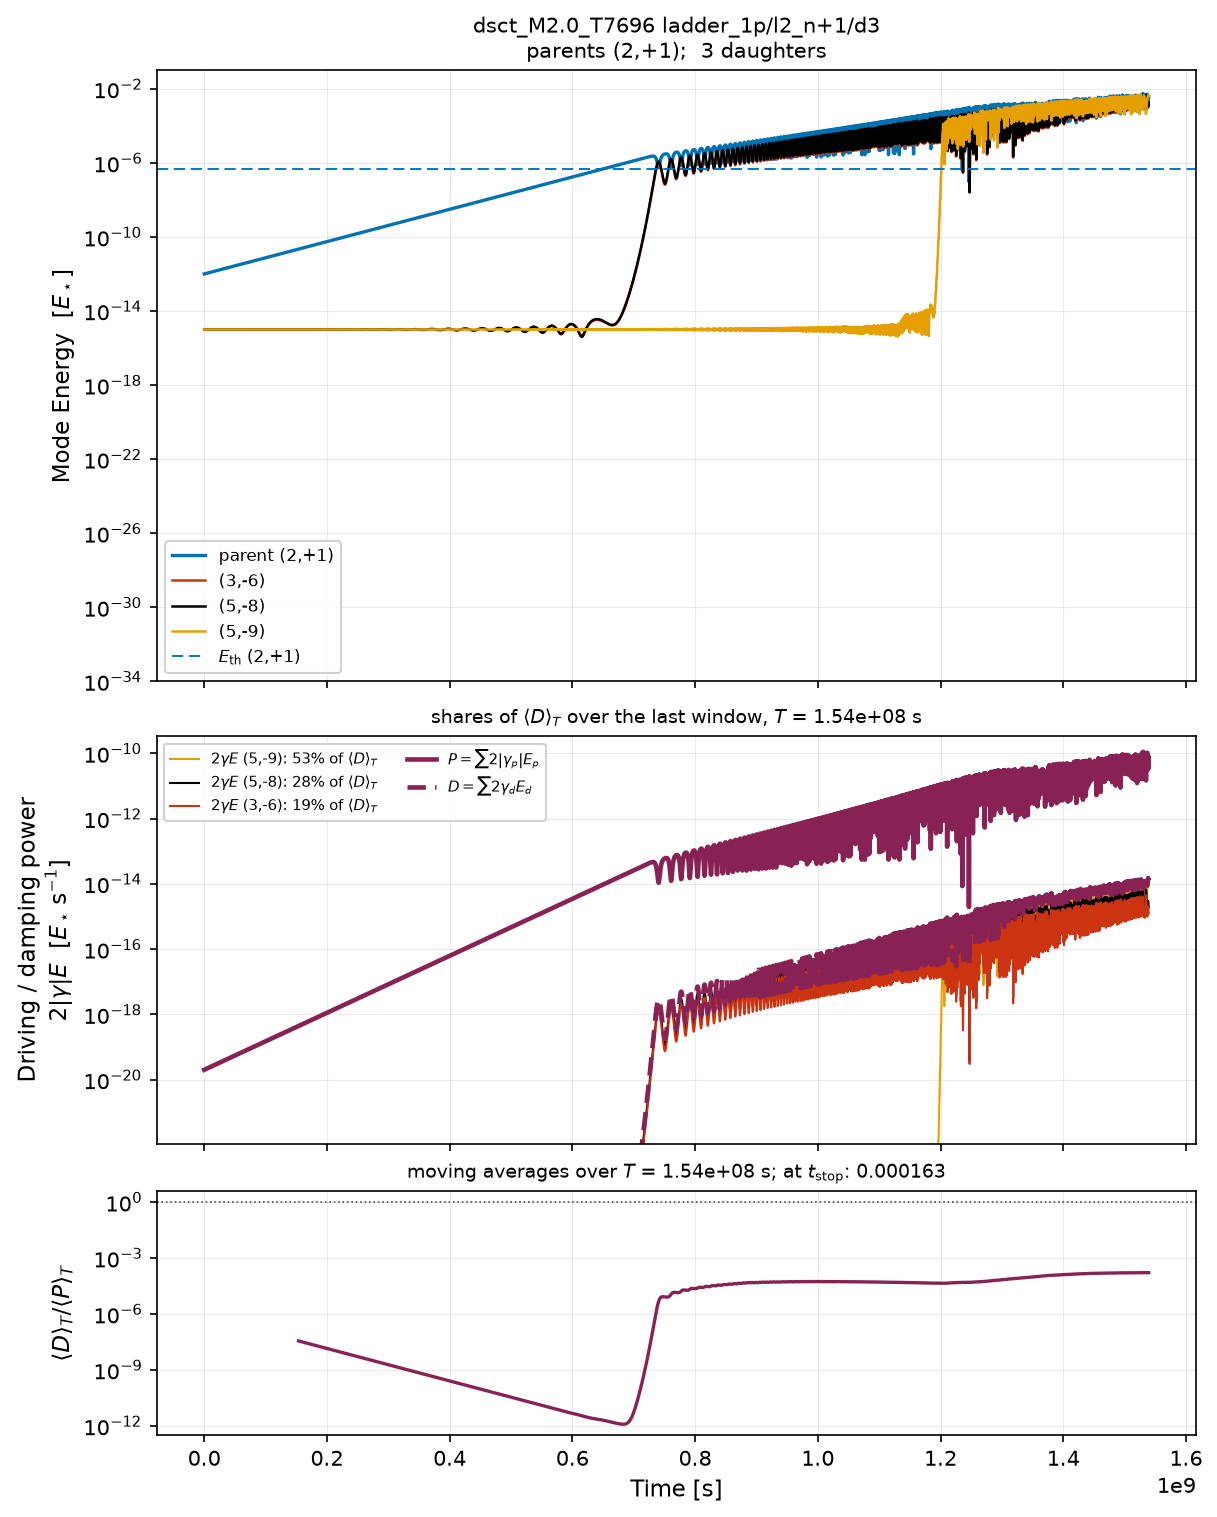 dsct_M2.0_T7696 ladder_1p/l2_n+1/d3
parents (2,+1);  3 daughters
10⁻²
10⁻⁶
10⁻¹⁰
10⁻¹⁴
10⁻¹⁸
10⁻²²
10⁻²⁶
10⁻³⁰
10⁻³⁴
Mode Energy [E⋆]
parent (2,+1)
(3,-6)
(5,-8)
(5,-9)
E_th (2,+1)
shares of ⟨D⟩_T over the last window, T = 1.54e+08 s
10⁻¹⁰
10⁻¹²
10⁻¹⁴
10⁻¹⁶
10⁻¹⁸
10⁻²⁰
Driving / damping power
2|γ|E [E⋆ s⁻¹]
2γE (5,-9): 53% of ⟨D⟩_T
2γE (5,-8): 28% of ⟨D⟩_T
2γE (3,-6): 19% of ⟨D⟩_T
P = ∑2|γ_p|E_p
D = ∑2γ_d E_d
moving averages over T = 1.54e+08 s; at t_stop: 0.000163
10⁰
10⁻³
10⁻⁶
10⁻⁹
10⁻¹²
⟨D⟩_T/⟨P⟩_T
0.0 0.2 0.4 0.6 0.8 1.0 1.2 1.4 1.6
1e9
Time [s]